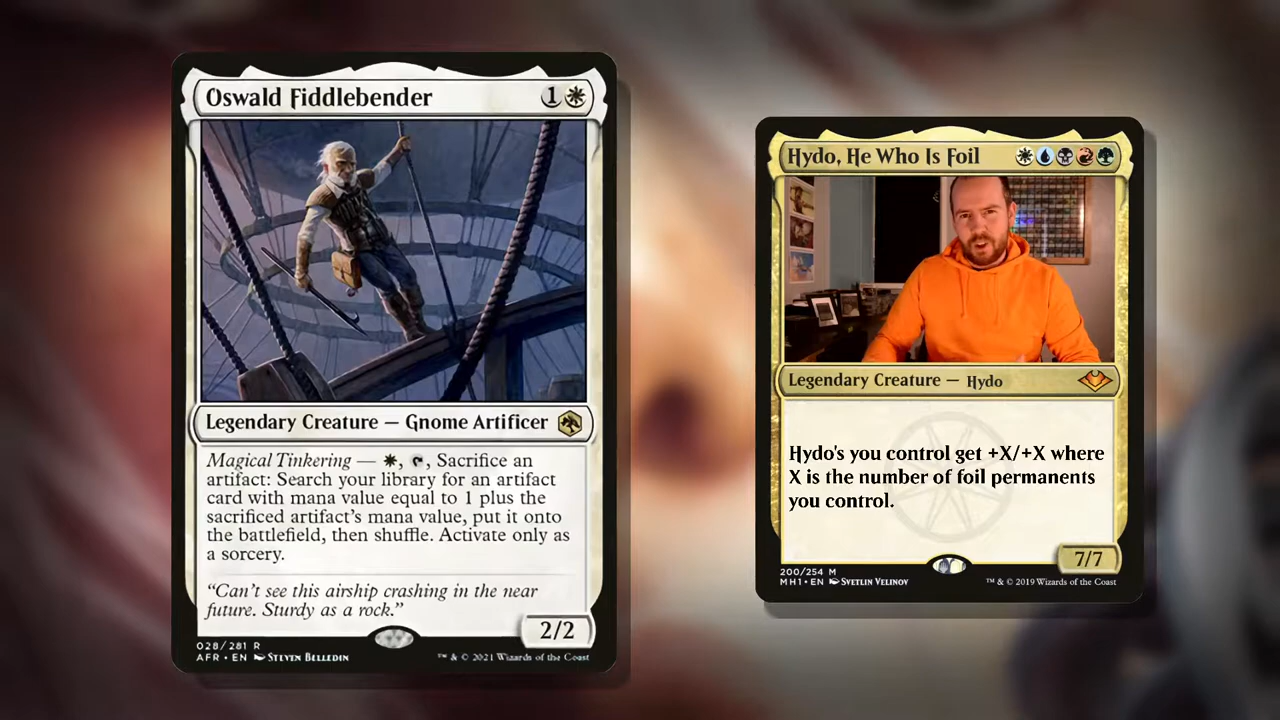 Oswald Fiddlebender 1
Legendary Creature — Gnome Artificer
Magical Tinkering — , , Sacrifice an
artifact: Search your library for an artifact
card with mana value equal to 1 plus the
sacrificed artifact's mana value, put it onto
the battlefield, then shuffle. Activate only as
a sorcery.
"Can't see this airship crashing in the near
future. Sturdy as a rock."
2/2
028/281 R
AFR • EN Steven Belledin ™ & © 2021 Wizards of the Coast
Hydo, He Who Is Foil
Legendary Creature — Hydo
Hydo's you control get +X/+X where
X is the number of foil permanents
you control.
7/7
200/254 M
MH1 • EN Svetlin Velinov ™ & © 2019 Wizards of the Coast